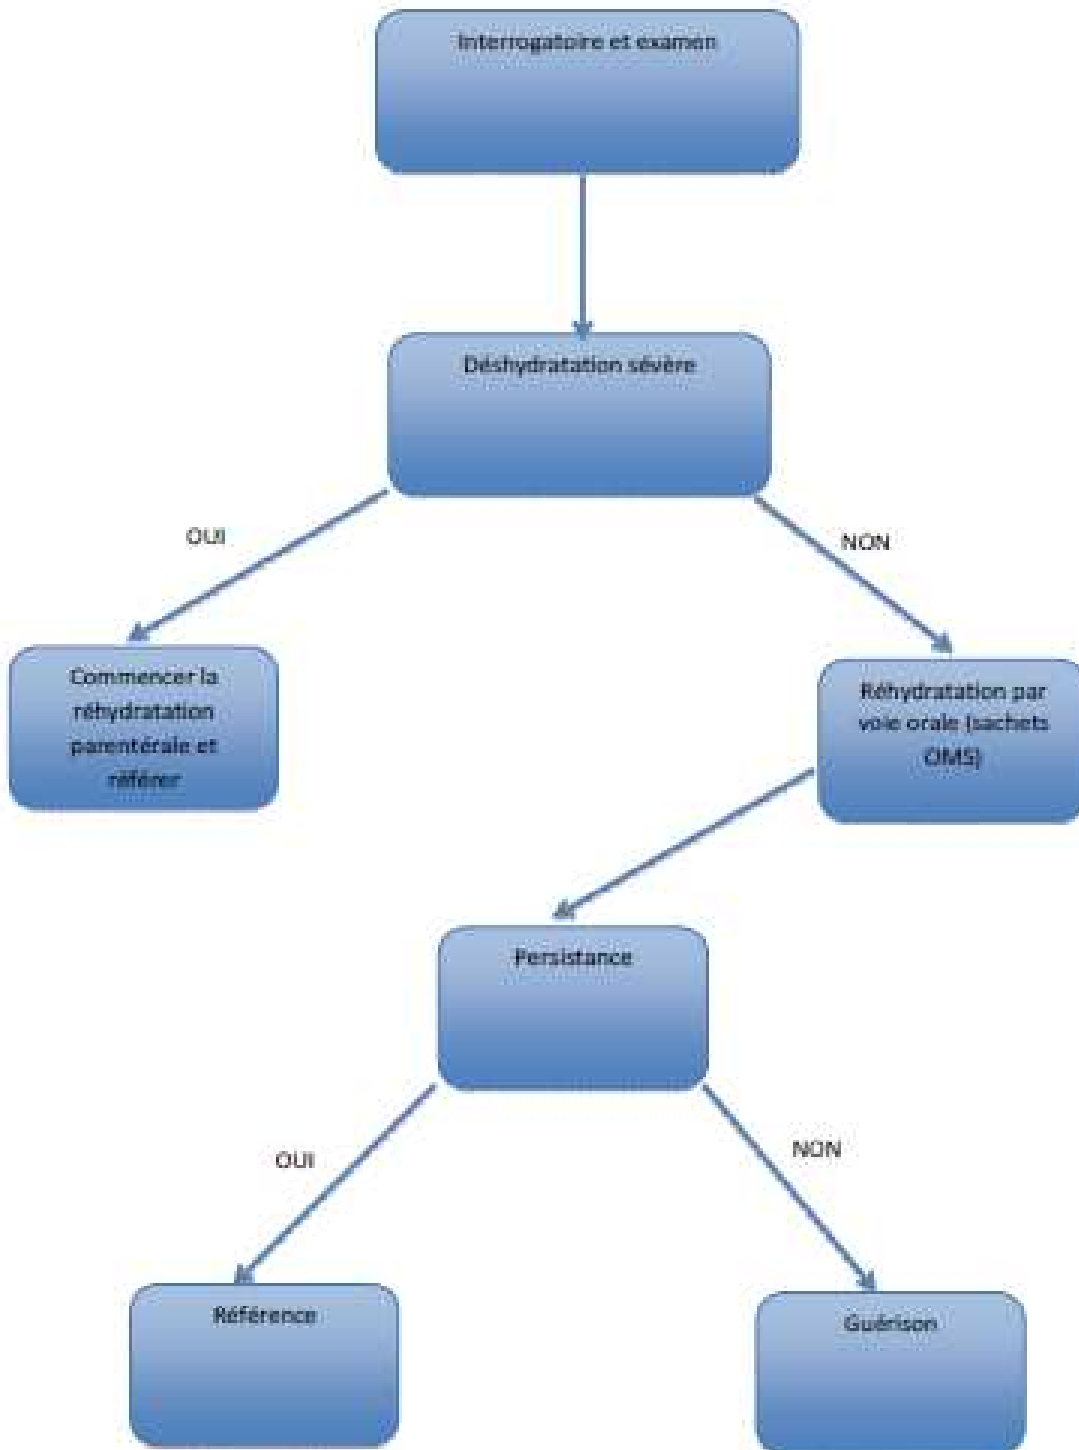 Interrogatoire et examen
Déshydratation sévère
OUI
NON
Commencer la
réhydratation
parentérale et
référer
Réhydratation par
voie orale (sachets
OMS)
Persistance
OUI
NON
Référence
Guérison